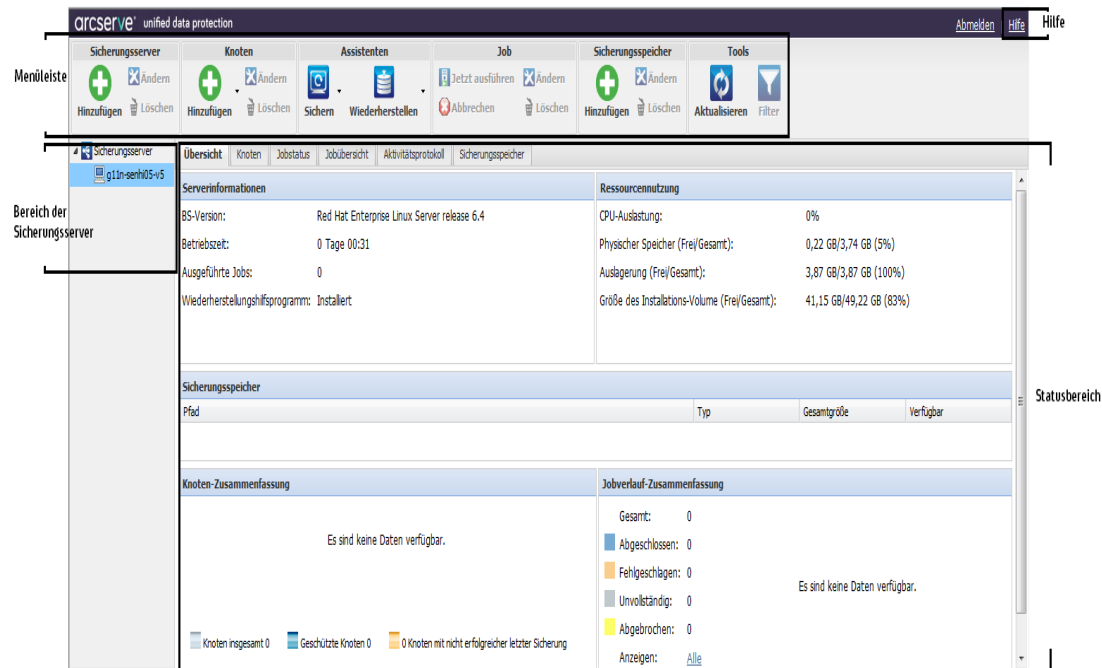 arcserve® unified data protection
Abmelden
Hilfe
Hilfe
Menüleiste
Sicherungsserver
Hinzufügen
Ändern
Löschen
Knoten
Hinzufügen
Ändern
Löschen
Assistenten
Sichern
Wiederherstellen
Job
Jetzt ausführen
Ändern
Abbrechen
Löschen
Sicherungsspeicher
Hinzufügen
Ändern
Löschen
Tools
Aktualisieren
Filter
Bereich der
Sicherungsserver
Sicherungsserver
g11n-senhi05-v5
Übersicht Knoten Jobstatus Jobübersicht Aktivitätsprotokoll Sicherungsspeicher
Serverinformationen
BS-Version: Red Hat Enterprise Linux Server release 6.4
Betriebszeit: 0 Tage 00:31
Ausgeführte Jobs: 0
Wiederherstellungshilfsprogramm: Installiert
Ressourcennutzung
CPU-Auslastung: 0%
Physischer Speicher (Frei/Gesamt): 0,22 GB/3,74 GB (5%)
Auslagerung (Frei/Gesamt): 3,87 GB/3,87 GB (100%)
Größe des Installations-Volume (Frei/Gesamt): 41,15 GB/49,22 GB (83%)
Statusbereich
Sicherungsspeicher
Pfad Typ Gesamtgröße Verfügbar
Knoten-Zusammenfassung
Es sind keine Daten verfügbar.
Knoten insgesamt 0 Geschützte Knoten 0 0 Knoten mit nicht erfolgreicher letzter Sicherung
Jobverlauf-Zusammenfassung
Gesamt: 0
Abgeschlossen: 0
Fehlgeschlagen: 0
Unvollständig: 0
Abgebrochen: 0
Anzeigen: Alle
Es sind keine Daten verfügbar.